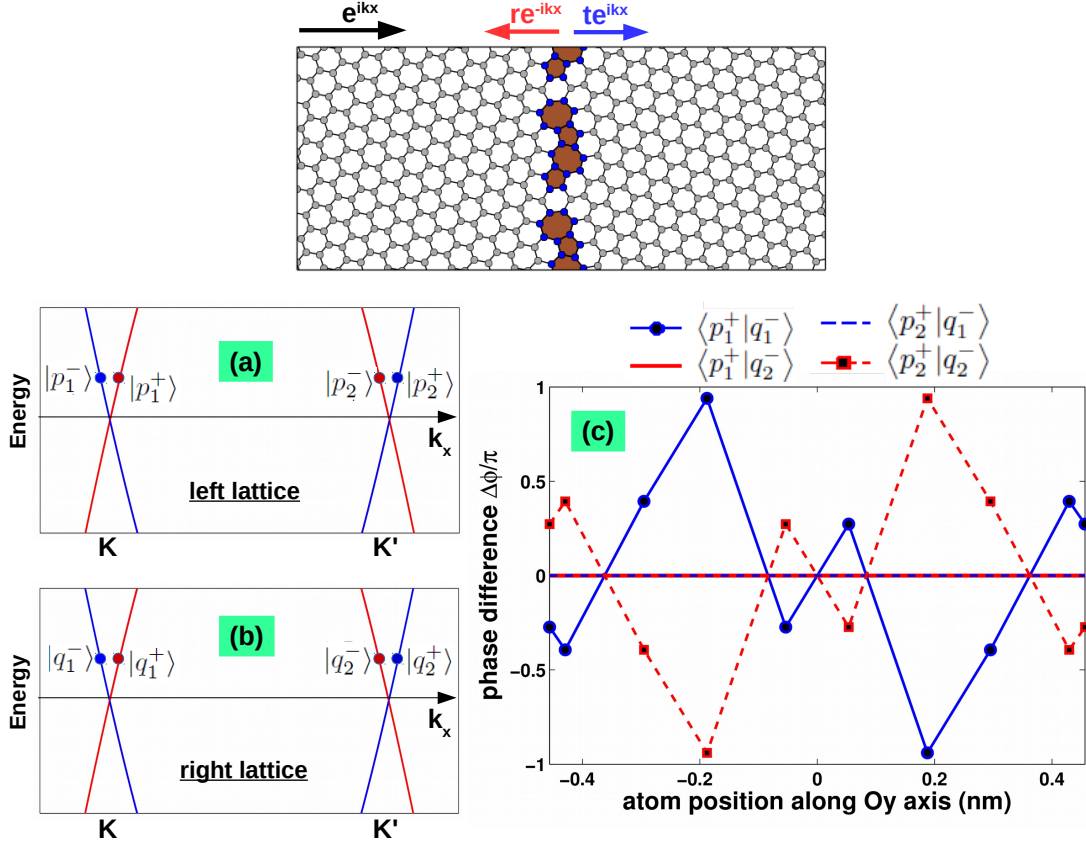 e^{ikx} re^{-ikx} te^{ikx}
(a)
|p_1^-⟩ |p_1^+⟩ |p_2^-⟩ |p_2^+⟩
Energy
k_x
left lattice
K K'
(b)
|q_1^-⟩ |q_1^+⟩ |q_2^-⟩ |q_2^+⟩
Energy
k_x
right lattice
K K'
⟨p_1^+|q_1^-⟩ ⟨p_2^+|q_1^-⟩
⟨p_1^+|q_2^-⟩ ⟨p_2^+|q_2^-⟩
(c)
phase difference Δϕ/π
1
0.5
0
−0.5
−1
−0.4 −0.2 0 0.2 0.4
atom position along Oy axis (nm)